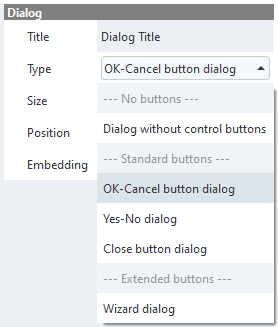 Dialog
Title Dialog Title
Type OK-Cancel button dialog
Size --- No buttons ---
Position Dialog without control buttons
Embedding --- Standard buttons ---
OK-Cancel button dialog
Yes-No dialog
Close button dialog
--- Extended buttons ---
Wizard dialog